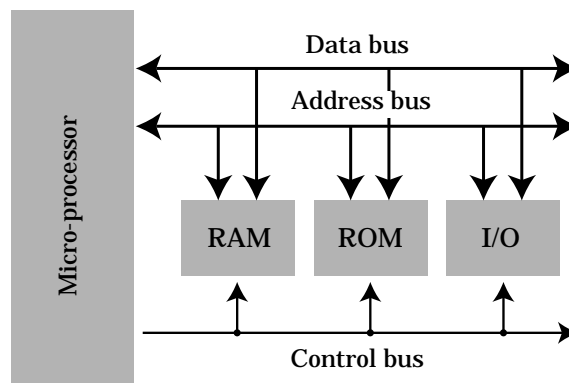 Data bus
Address bus
Micro-processor
RAM
ROM
I/O
Control bus